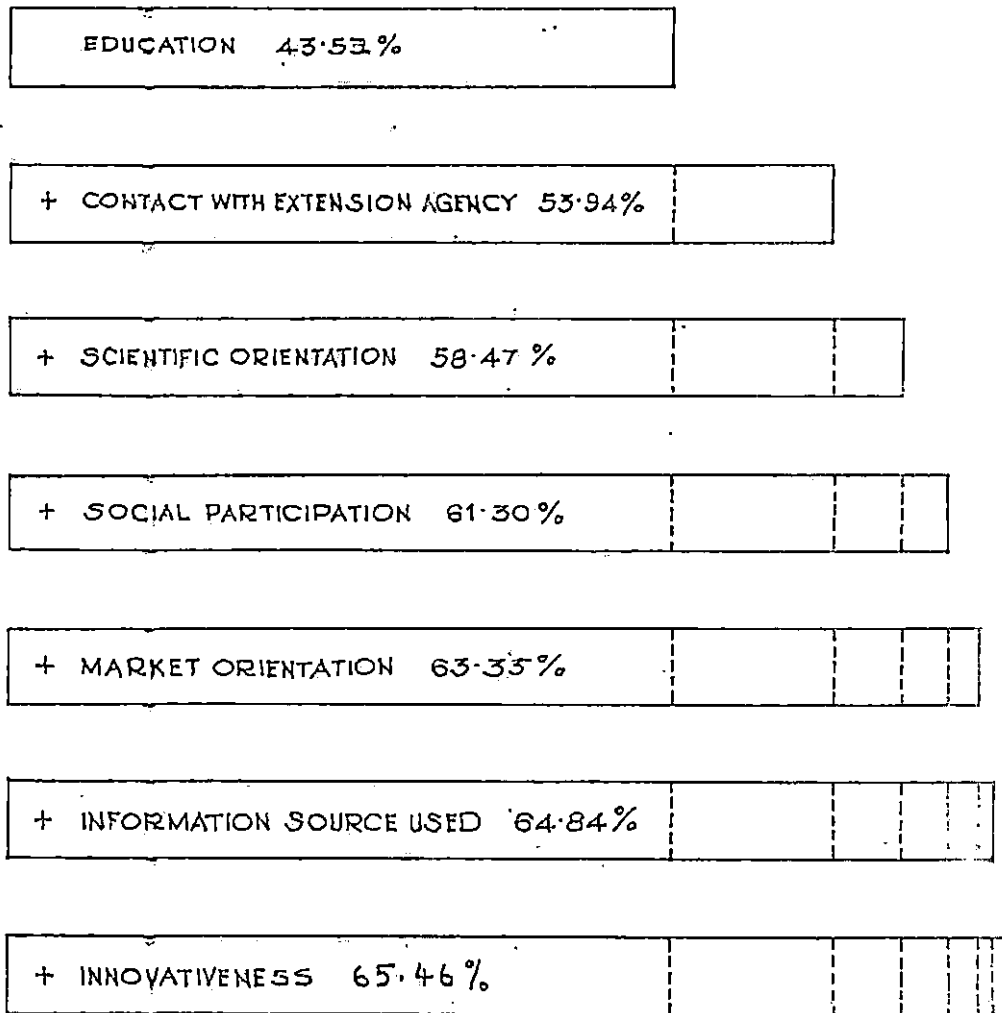 EDUCATION 43·52%
+ CONTACT WITH EXTENSION AGENCY 53·94%
+ SCIENTIFIC ORIENTATION 58·47 %
+ SOCIAL PARTICIPATION 61·30%
+ MARKET ORIENTATION 63·35%
+ INFORMATION SOURCE USED 64·84%
+ INNOVATIVENESS 65·46%